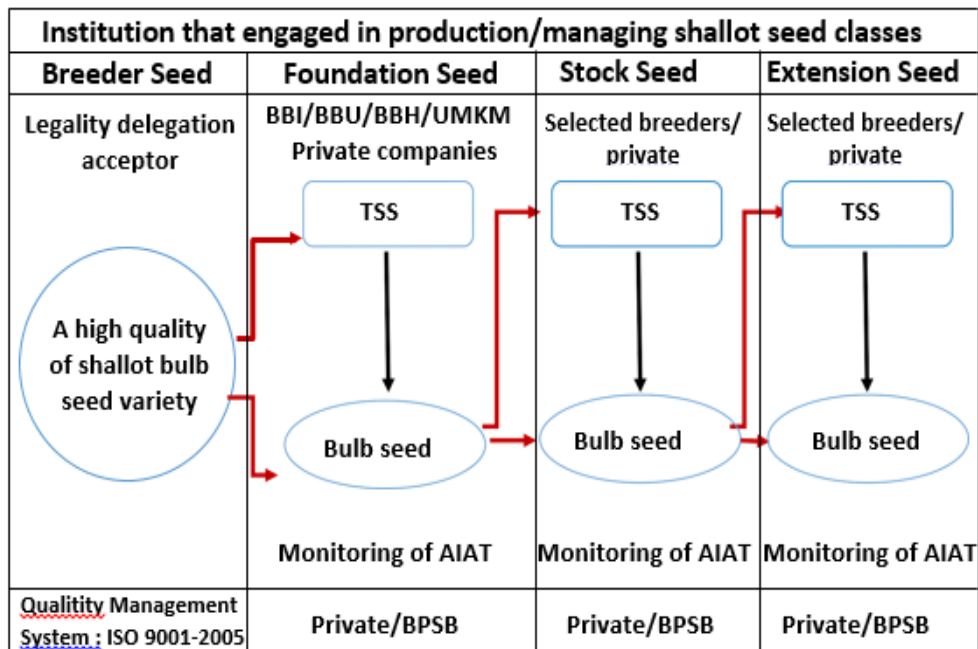 Institution that engaged in production/managing shallot seed classes
Breeder Seed
Foundation Seed
Stock Seed
Extension Seed
Legality delegation
acceptor
BBI/BBU/BBH/UMKM
Private companies
Selected breeders/
private
Selected breeders/
private
TSS
TSS
TSS
A high quality
of shallot bulb
seed variety
Bulb seed
Bulb seed
Bulb seed
Monitoring of AIAT
Monitoring of AIAT
Monitoring of AIAT
Qualitity Management
System : ISO 9001-2005
Private/BPSB
Private/BPSB
Private/BPSB